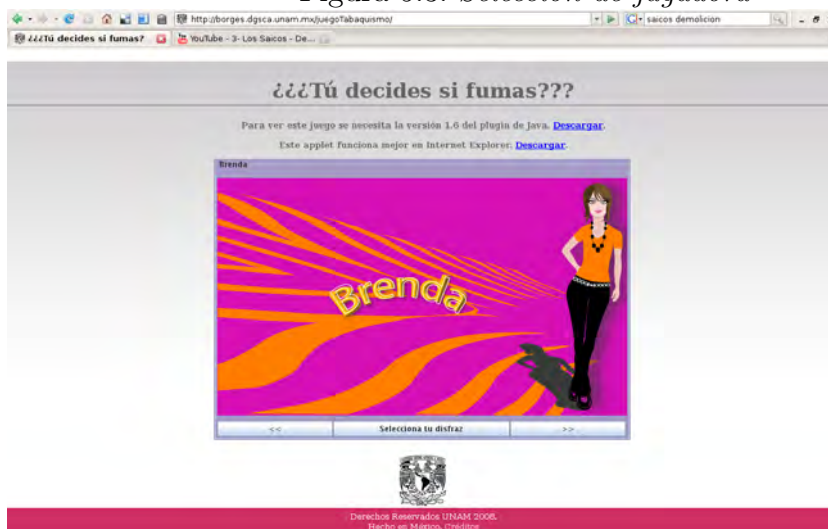 Selección de jugadora
http://borges.dgsca.unam.mx/juegoTabaquismo/
saicos demolicion
¿¿¿Tú decides si fumas?
YouTube - 3- Los Saicos - De...
¿¿¿Tú decides si fumas???
Para ver este juego se necesita la versión 1.6 del plugin de Java. Descargar.
Este applet funciona mejor en Internet Explorer. Descargar.
Brenda
Brenda
<< Selecciona tu disfraz >>
Derechos Reservados UNAM 2008.
Hecho en México. Créditos